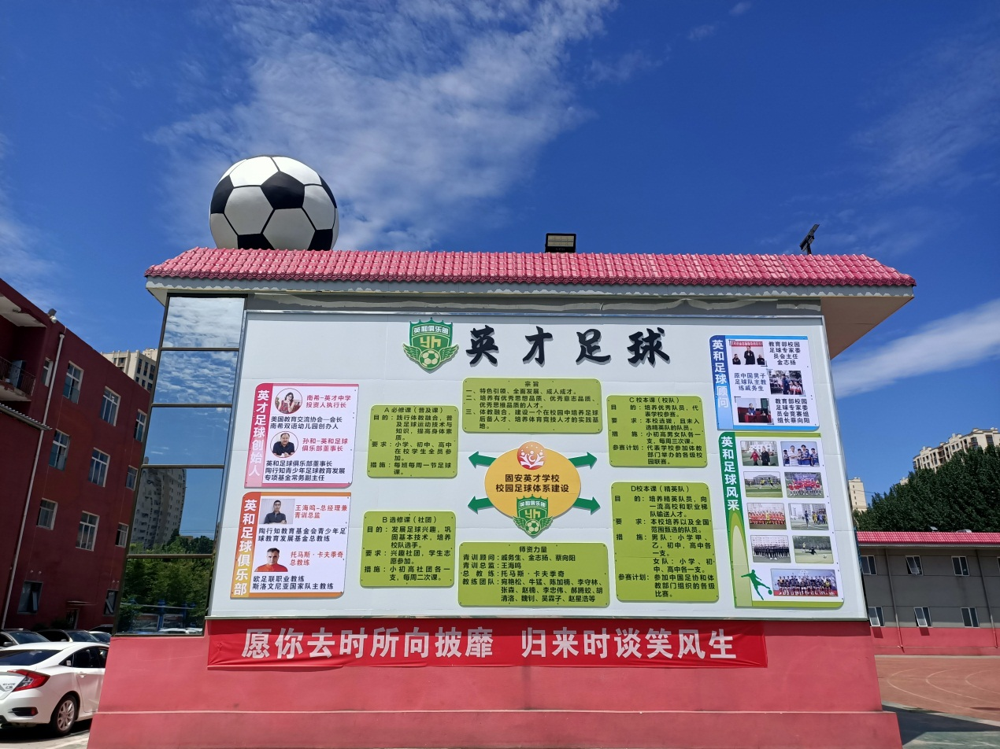 英和俱乐部
yh
英才足球
英才足球创始人
南希-英才中学
投资人执行长
美国教育交流协会—会长
南希双语幼儿园创办人
孙和-英和足球
俱乐部董事长
英和足球俱乐部董事长
陶行知青少年足球教育发展
专项基金常务副主任
英和足球俱乐部
王海鸣-总经理兼
青训总监
陶行知教育基金会青少年足
球教育发展基金总教练
托马斯·卡夫季奇
总教练
欧足联职业教练
斯洛文尼亚国家队主教练
A 必修课（普及课）
目的：践行体教融合，普
及足球运动技术与
知识，提高身体素
质。
要求：小学、初中、高中
在校学生全员参
加。
措施：每班每周一节足球
课。
B 选修课（社团）
目的：发展足球兴趣，巩
固基本技术，培养
校队选手。
要求：兴趣社团，学生志
愿参加。
措施：小初高社团各一
支，每周二次课。
宗旨
一、特色引领、全面发展、成人成才。
二、培养有优秀思想品质、优秀意志品质、
优秀思维品质的人才。
三、体教融合，建设一个在校园中培养足球
后备人才、培养体育竞技人才的实践基
地。
固安英才学校
校园足球体系建设
yh
师资力量
青训顾问：戚务生、金志扬、蔡向阳
青训总监：王海鸣
总教练：托马斯·卡夫季奇
教练团队：宛艳松、牛猛、陈加楠、李守林、
张森、赵楠、李忠伟、郝腾蛟、胡
清洛、魏钊、吴霖子、赵星浩等
C 校本课（校队）
目的：培养优秀队员，代
表学校参赛。
要求：本校选拔，且未入
选精英队的队员。
措施：小初高男女队各一
支，每周三次课。
参赛计划：代表学校参加体教
部门举办的各级校
园联赛。
D校本课（精英队）
目的：培养精英队员，向
一流高校和职业梯
队输送人才。
要求：本校培养以及全国
范围甄选的队员。
措施：男队：小学甲、
乙，初中、高中各
一支。
女队：小学、初
中、高中各一支。
参赛计划：参加中国足协和体
教部门组织的各级
比赛。
英和足球顾问
教育部校园
足球专家委
员会主任
金志扬
原中国男子
足球队主教
练戚务生
教育部校园
足球专家委
员会竞赛组
组长蔡向阳
英和足球风采
愿你去时所向披靡 归来时谈笑风生